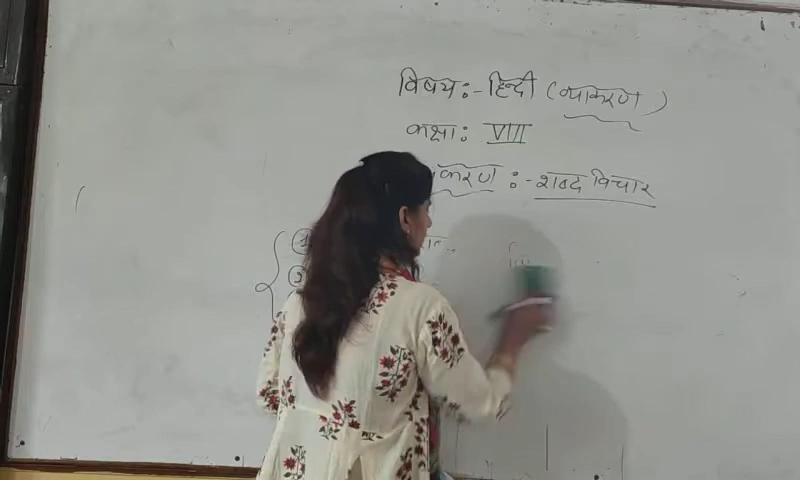 विषय:- हिन्दी (व्याकरण)
कक्षा: VIII
करण :- शब्द विचार